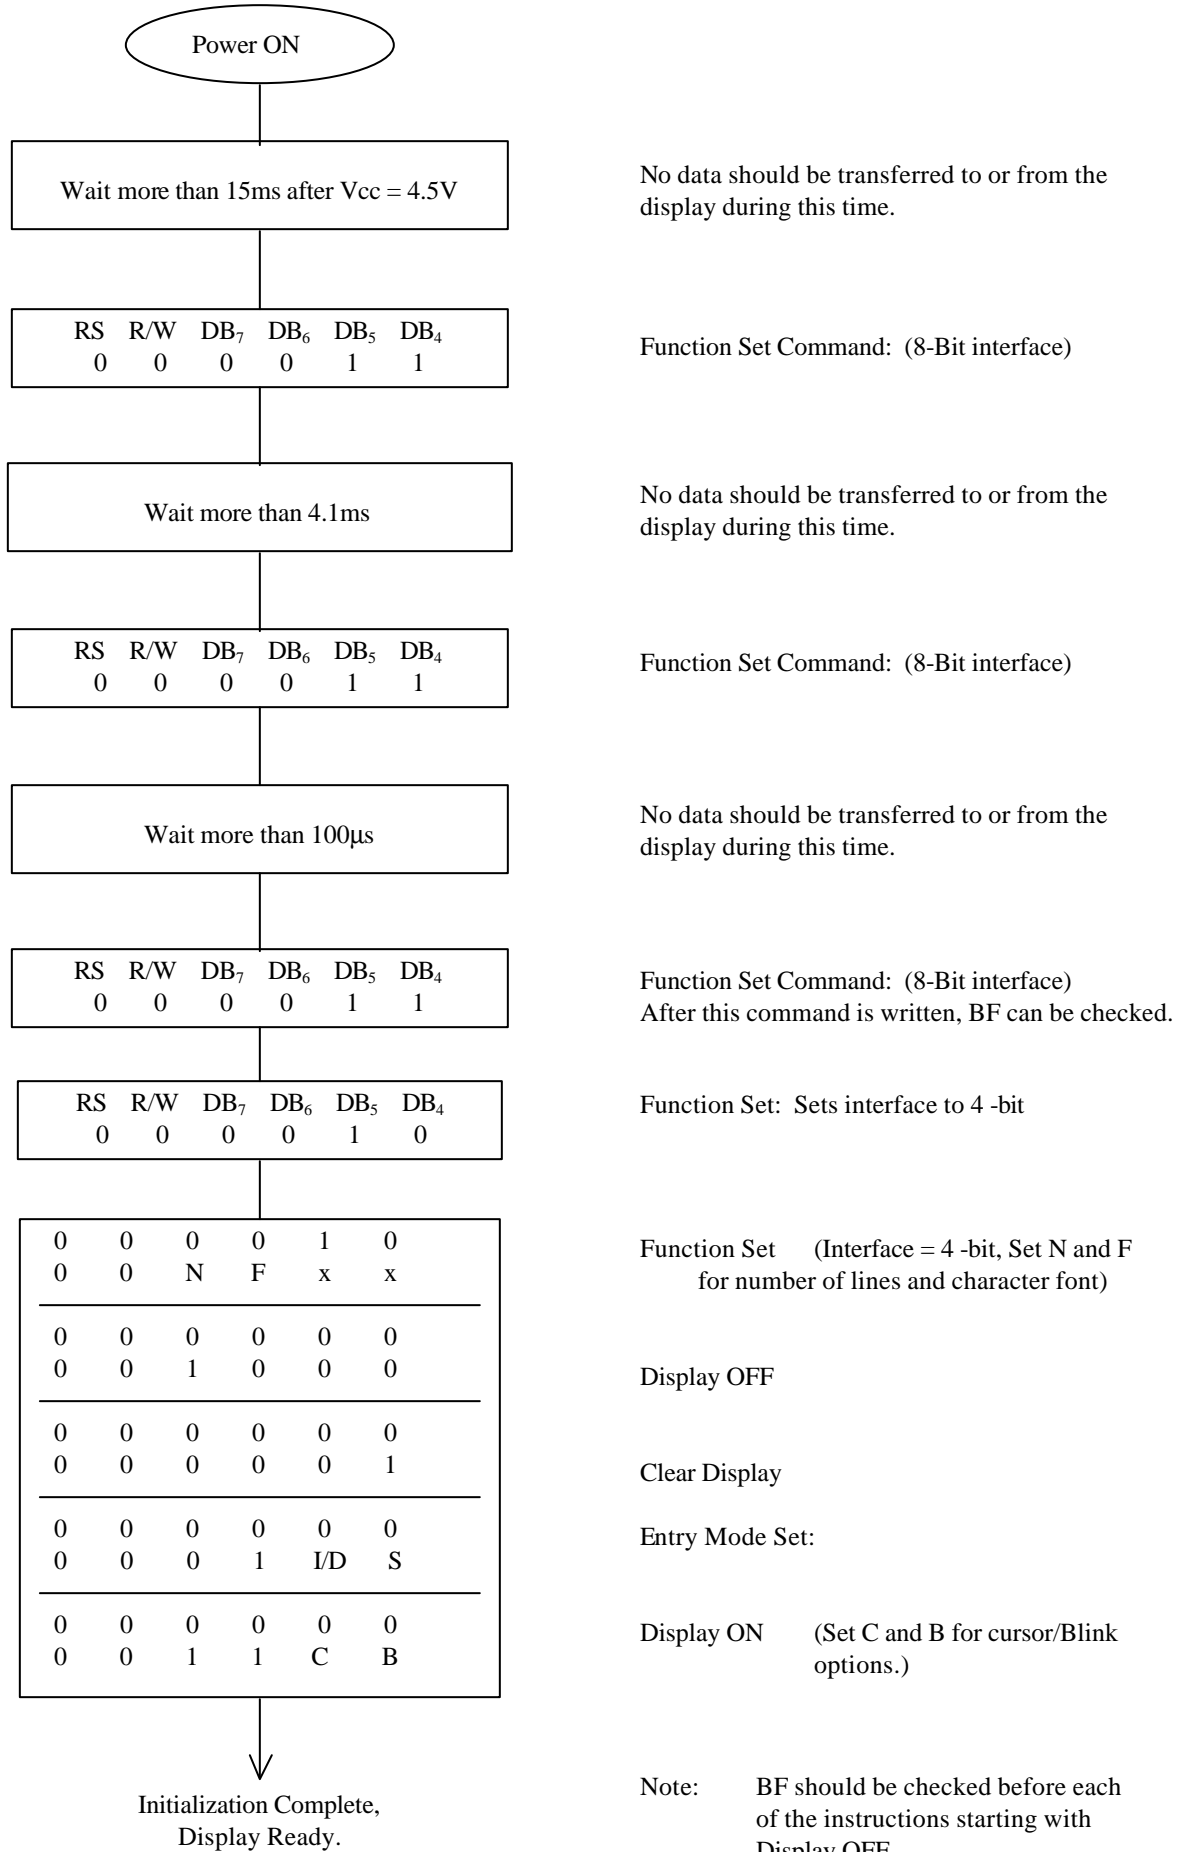 Power ON
Wait more than 15ms after Vcc = 4.5V
No data should be transferred to or from the
display during this time.
RS R/W DB₇ DB₆ DB₅ DB₄
0 0 0 0 1 1
Function Set Command: (8-Bit interface)
Wait more than 4.1ms
No data should be transferred to or from the
display during this time.
RS R/W DB₇ DB₆ DB₅ DB₄
0 0 0 0 1 1
Function Set Command: (8-Bit interface)
Wait more than 100μs
No data should be transferred to or from the
display during this time.
RS R/W DB₇ DB₆ DB₅ DB₄
0 0 0 0 1 1
Function Set Command: (8-Bit interface)
After this command is written, BF can be checked.
RS R/W DB₇ DB₆ DB₅ DB₄
0 0 0 0 1 0
Function Set: Sets interface to 4 -bit
0 0 0 0 1 0
0 0 N F x x
Function Set (Interface = 4 -bit, Set N and F
for number of lines and character font)
0 0 0 0 0 0
0 0 1 0 0 0
Display OFF
0 0 0 0 0 0
0 0 0 0 0 1
Clear Display
0 0 0 0 0 0
0 0 0 1 I/D S
Entry Mode Set:
0 0 0 0 0 0
0 0 1 1 C B
Display ON (Set C and B for cursor/Blink
options.)
Initialization Complete,
Display Ready.
Note: BF should be checked before each
of the instructions starting with
Display OFF